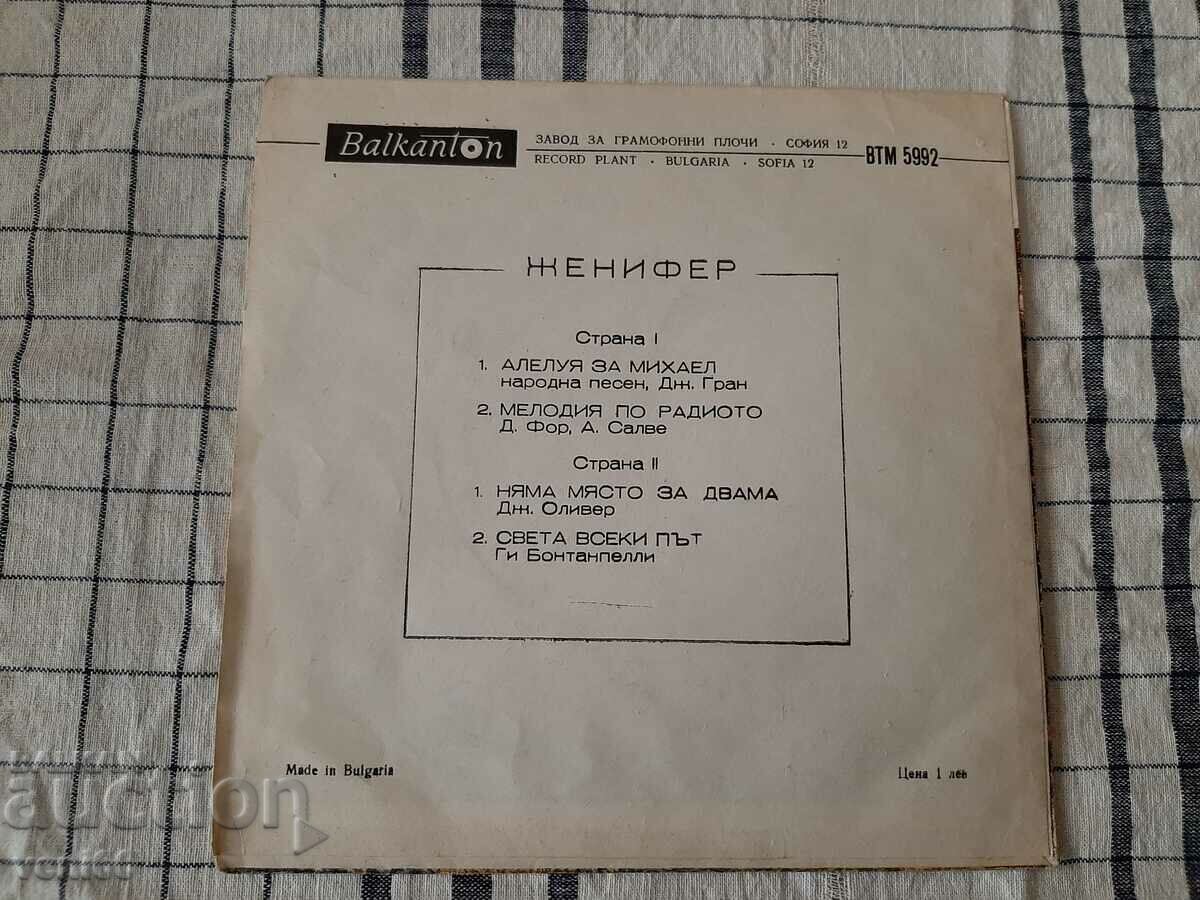 Balkanton
ЗАВОД ЗА ГРАМОФОННИ ПЛОЧИ · СОФИЯ 12
RECORD PLANT · BULGARIA · SOFIA 12
ВТМ 5992
ЖЕНИФЕР
Страна I
1. АЛЕЛУЯ ЗА МИХАЕЛ
народна песен, Дж. Гран
2. МЕЛОДИЯ ПО РАДИОТО
Д. Фор, А. Салве
Страна II
1. НЯМА МЯСТО ЗА ДВАМА
Дж. Оливер
2. СВЕТА ВСЕКИ ПЪТ
Ги Бонтанпелли
Made in Bulgaria
Цена 1 лев
BALKAN
auction